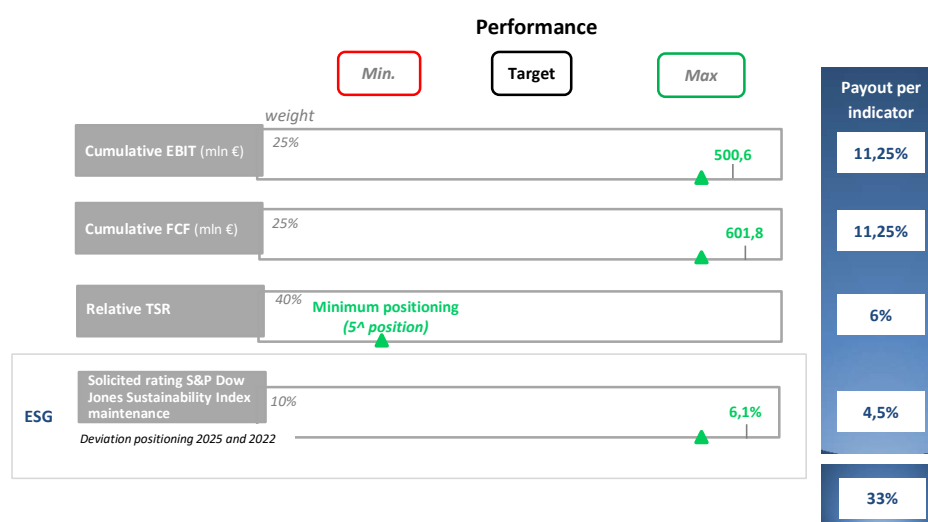 Performance
Min.
Target
Max
Payout per
indicator
weight
Cumulative EBIT (mln €)
25%
500,6
11,25%
Cumulative FCF (mln €)
25%
601,8
11,25%
Relative TSR
40%
Minimum positioning
(5^ position)
6%
ESG
Solicited rating S&P Dow
Jones Sustainability Index
maintenance
10%
6,1%
4,5%
Deviation positioning 2025 and 2022
33%